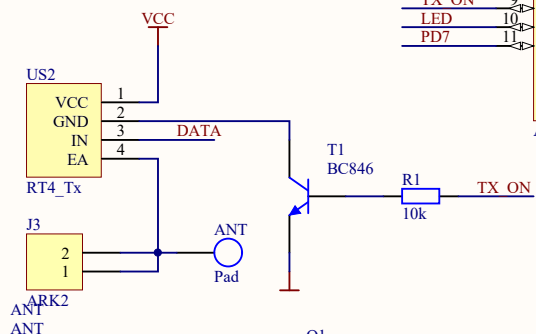 VCC
TX_ON 9
LED 10
PD7 11
US2
VCC 1
GND 2
IN 3 DATA
EA 4
RT4_Tx
T1
BC846
R1
10k
TX_ON
J3
2
1
ARK2
ANT
Pad
ANT
ANT